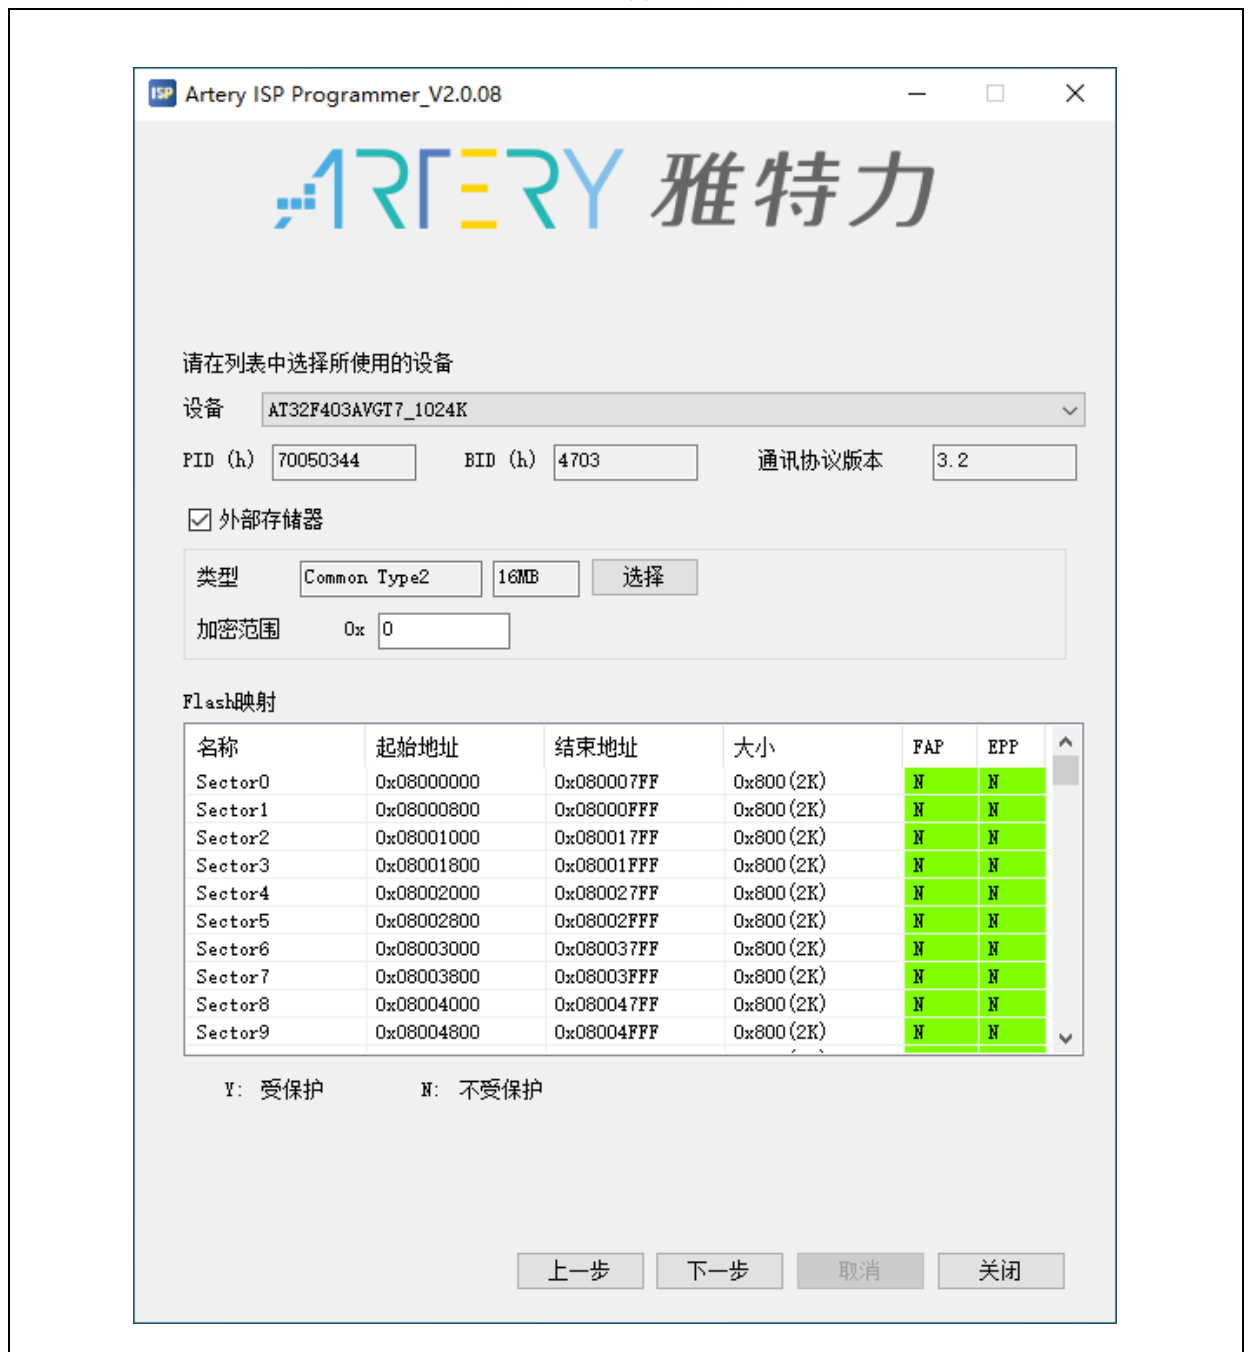 ISP Artery ISP Programmer_V2.0.08
ARTERY 雅特力
请在列表中选择所使用的设备
设备 AT32F403AVGT7_1024K
PID (h) 70050344 BID (h) 4703 通讯协议版本 3.2
外部存储器
类型 Common Type2 16MB 选择
加密范围 0x 0
Flash映射
名称 起始地址 结束地址 大小 FAP EPP
Sector0 0x08000000 0x080007FF 0x800(2K) N N
Sector1 0x08000800 0x08000FFF 0x800(2K) N N
Sector2 0x08001000 0x080017FF 0x800(2K) N N
Sector3 0x08001800 0x08001FFF 0x800(2K) N N
Sector4 0x08002000 0x080027FF 0x800(2K) N N
Sector5 0x08002800 0x08002FFF 0x800(2K) N N
Sector6 0x08003000 0x080037FF 0x800(2K) N N
Sector7 0x08003800 0x08003FFF 0x800(2K) N N
Sector8 0x08004000 0x080047FF 0x800(2K) N N
Sector9 0x08004800 0x08004FFF 0x800(2K) N N
Y: 受保护 N: 不受保护
上一步 下一步 取消 关闭